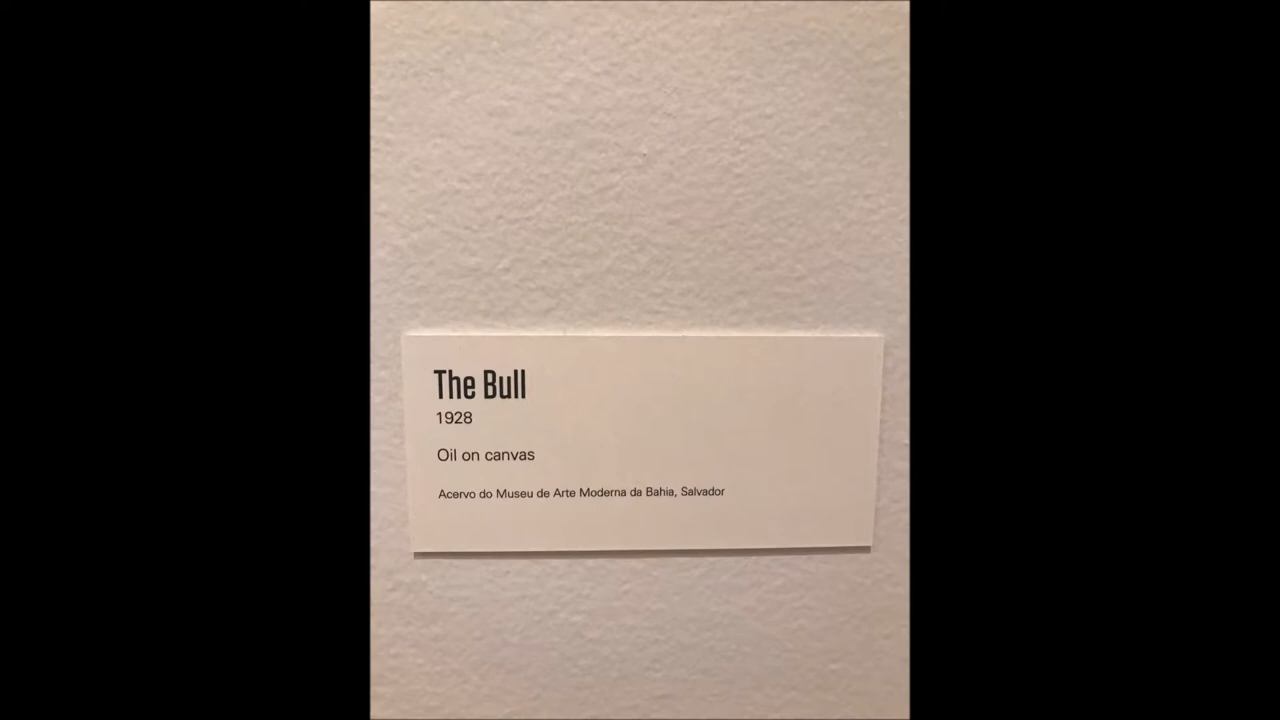 The Bull
1928
Oil on canvas
Acervo do Museu de Arte Moderna da Bahia, Salvador